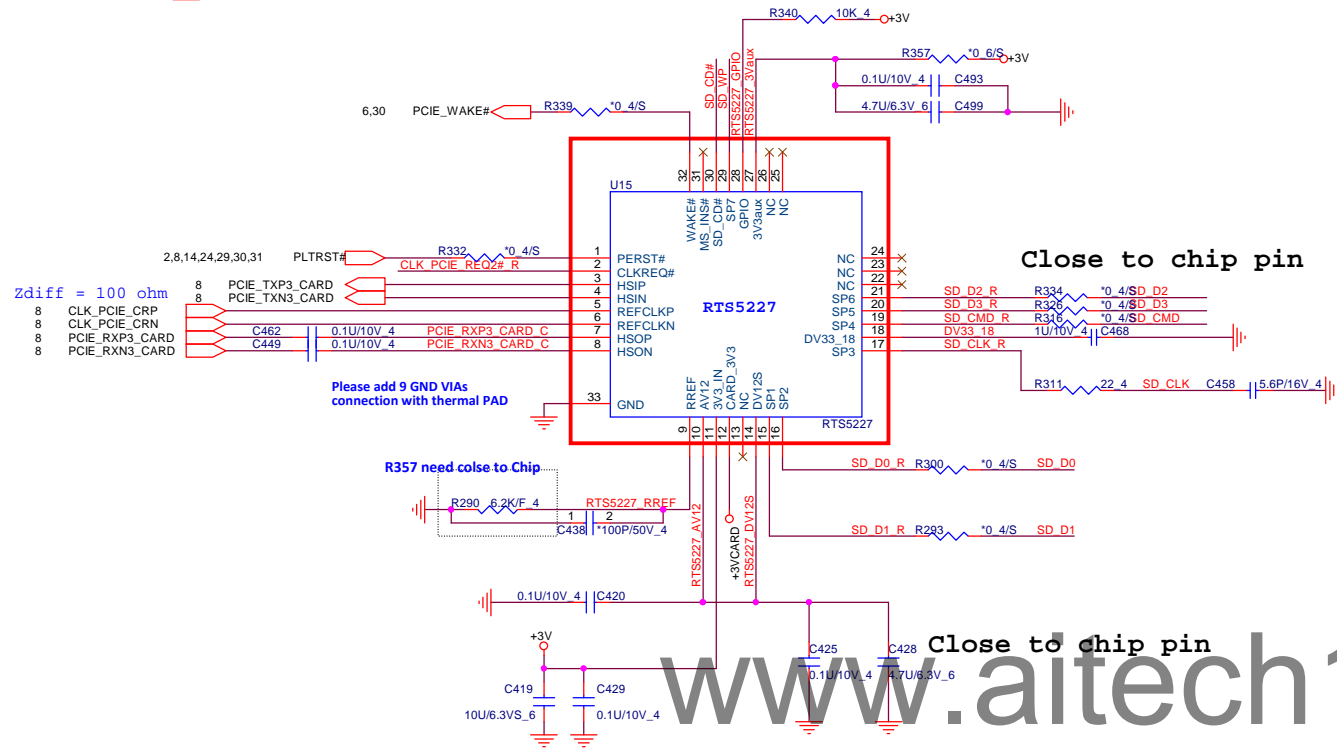 R340 10K_4 +3V
R357 *0_6/S +3V
0.1U/10V_4 C493
4.7U/6.3V_6 C499
6,30 PCIE_WAKE# R339 *0_4/S
SD_CD#
SD_WP
RTS5227_GPIO
RTS5227_3Vaux
32 31 30 29 28 27 26 25
U15
WAKE#
MS_INS#
SD_CD#
SP7
GPIO
3V3aux
NC
NC
2,8,14,24,29,30,31 PLTRST# R332 *0_4/S 1 PERST#
CLK_PCIE_REQ2#_R 2 CLKREQ#
8 PCIE_TXP3_CARD 3 HSIP
8 PCIE_TXN3_CARD 4 HSIN
Zdiff = 100 ohm
8 CLK_PCIE_CRP 5 REFCLKP
8 CLK_PCIE_CRN 6 REFCLKN
8 PCIE_RXP3_CARD C462 0.1U/10V_4 PCIE_RXP3_CARD_C 7 HSOP
8 PCIE_RXN3_CARD C449 0.1U/10V_4 PCIE_RXN3_CARD_C 8 HSON
RTS5227
NC 24
NC 23
NC 22
Close to chip pin
SP6 21 SD_D2_R R334 *0_4/S SD_D2
SP5 20 SD_D3_R R326 *0_4/S SD_D3
SP4 19 SD_CMD_R R316 *0_4/S SD_CMD
DV33_18 18 DV33_18 1U/10V_4 C468
SP3 17 SD_CLK_R
R311 22_4 SD_CLK C458 5.6P/16V_4
Please add 9 GND VIAs
connection with thermal PAD
33 GND
RREF
AV12
3V3_IN
CARD_3V3
NC
DV12S
SP1
SP2
RTS5227
9 10 11 12 13 14 15 16
R357 need colse to Chip
SD_D0_R R300 *0_4/S SD_D0
R290 6.2K/F_4 RTS5227_RREF
1 2
C438 *100P/50V_4
SD_D1_R R293 *0_4/S SD_D1
RTS5227_AV12
+3VCARD
RTS5227_DV12S
0.1U/10V_4 C420
+3V
C425
0.1U/10V_4
C428
4.7U/6.3V_6
Close to chip pin
C419
10U/6.3VS_6
C429
0.1U/10V_4
www.aitech1